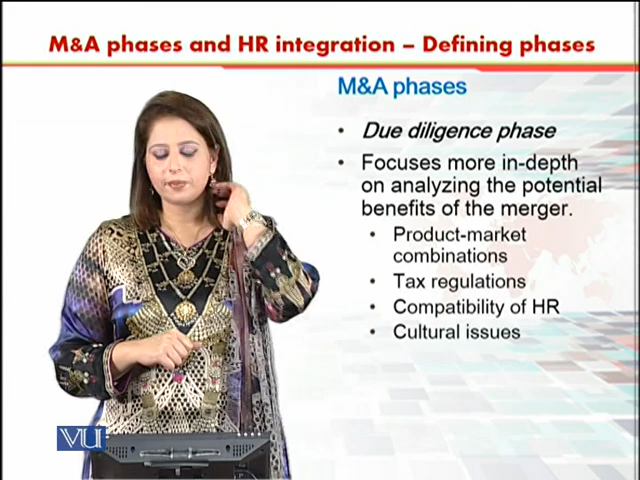 M&A phases and HR integration – Defining phases
M&A phases
• Due diligence phase
• Focuses more in-depth
on analyzing the potential
benefits of the merger.
• Product-market
combinations
• Tax regulations
• Compatibility of HR
• Cultural issues
VU